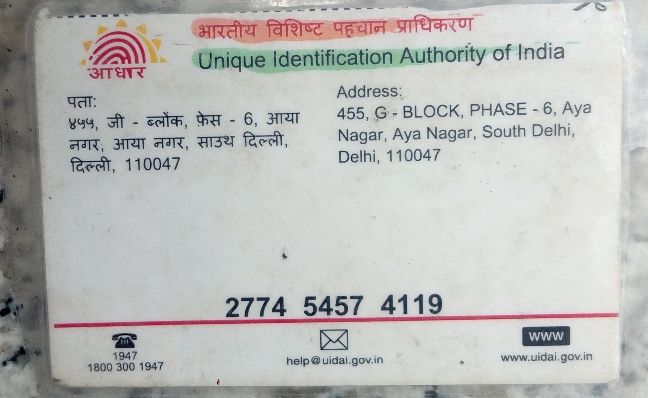 भारतीय विशिष्ट पहचान प्राधिकरण
Unique Identification Authority of India
आधार
पता:
४५५, जी - ब्लॉक, फ़ेस - 6, आया
नगर, आया नगर, साउथ दिल्ली,
दिल्ली, 110047
Address:
455, G - BLOCK, PHASE - 6, Aya
Nagar, Aya Nagar, South Delhi,
Delhi, 110047
2774 5457 4119
1947
1800 300 1947
help@uidai.gov.in
www
www.uidai.gov.in